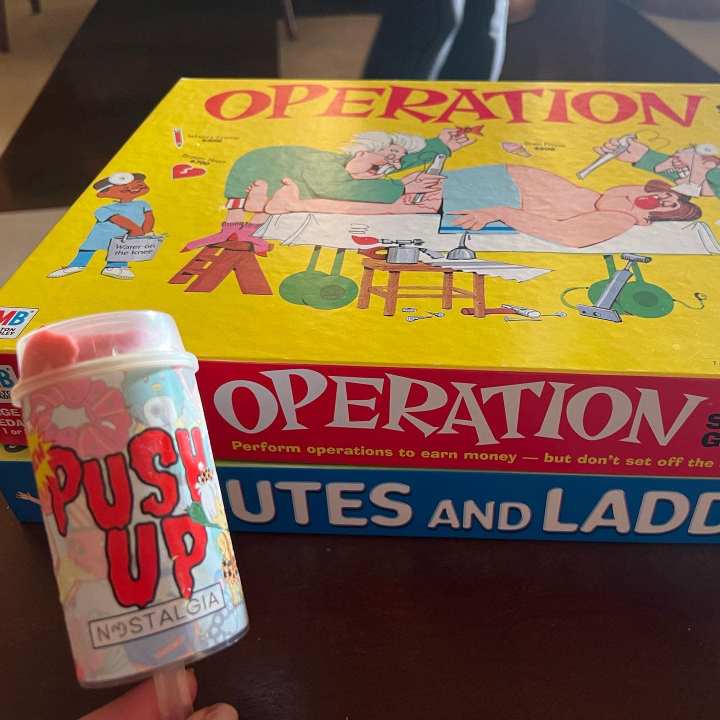 OPERATION
Water-on
the knee
MB
OPERATION
Perform operations to earn money — but don't set off the
UTES AND LADD
PUSH
UP
NOSTALGIA